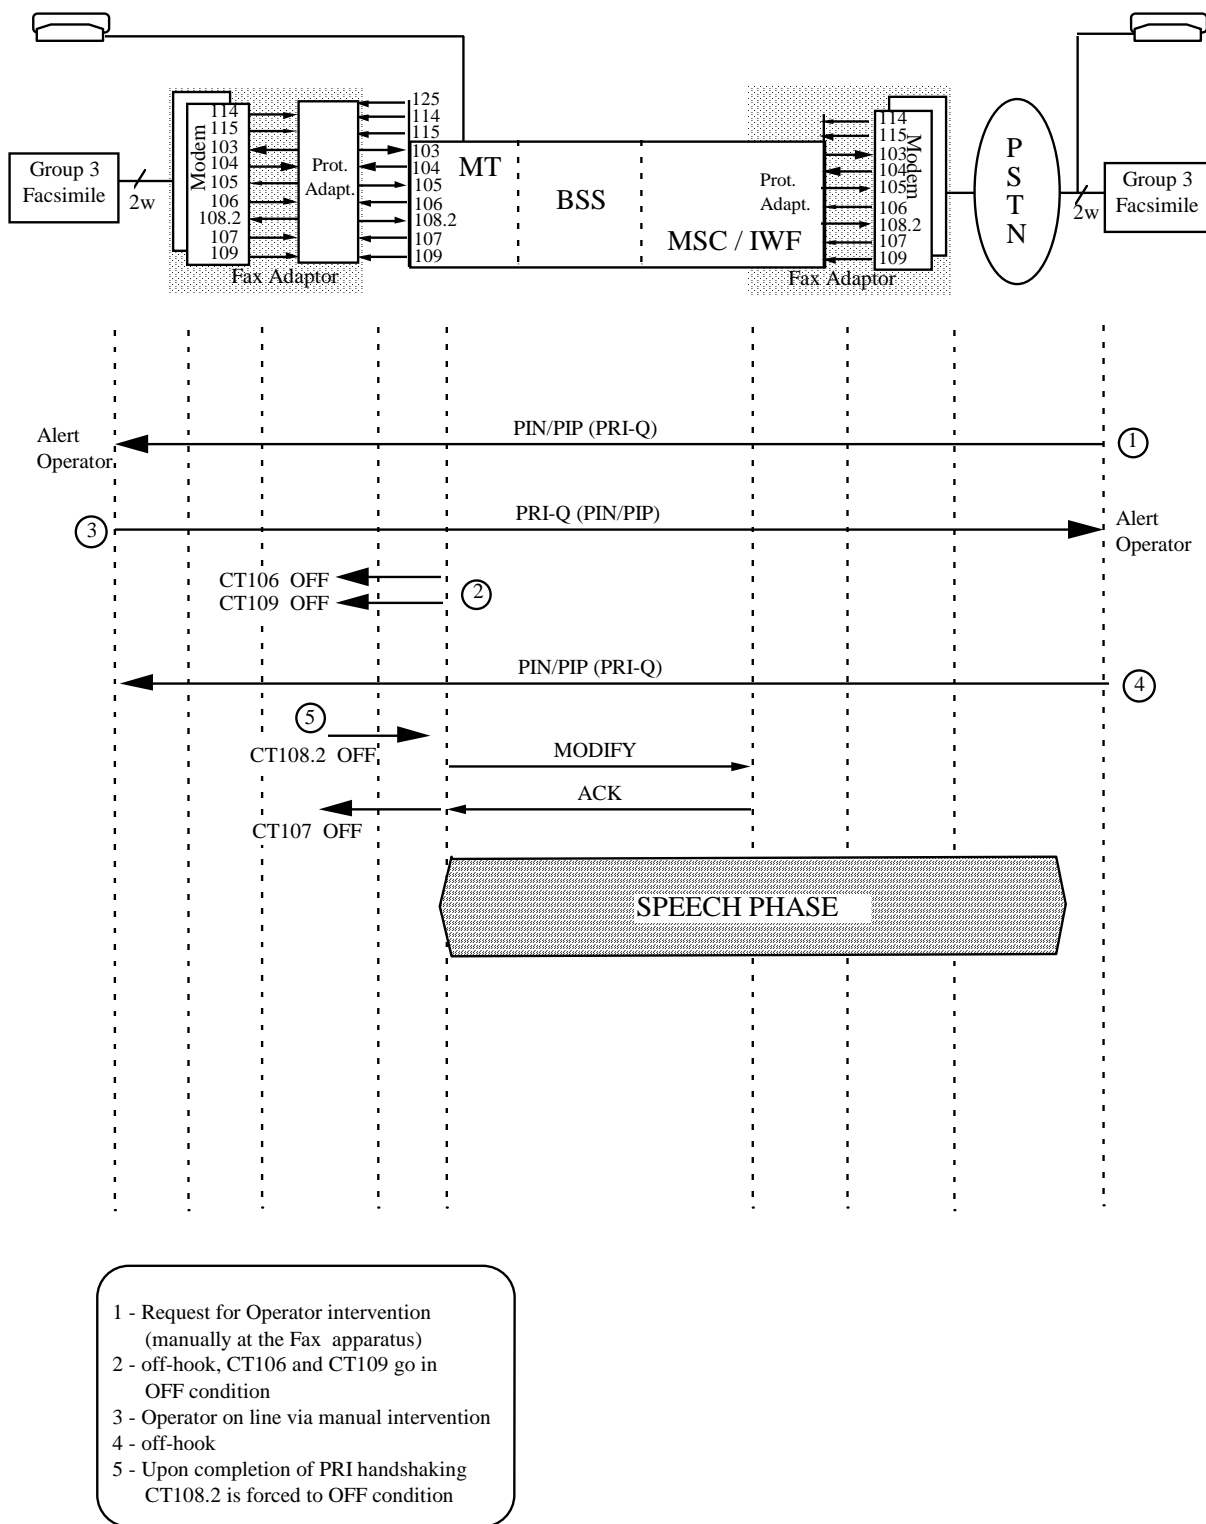 125
114
115
103
104
105
106
108.2
107
109
114
115
103
104
105
106
108.2
107
109
Modem
Group 3
Facsimile
2w
Prot.
Adapt.
Fax Adaptor
MT
BSS
MSC / IWF
Prot.
Adapt.
114
115
103
104
105
106
108.2
107
109
Modem
Fax Adaptor
P
S
T
N
2w
Group 3
Facsimile
Alert
Operator
PIN/PIP (PRI-Q)
1
3
PRI-Q (PIN/PIP)
Alert
Operator
CT106 OFF
CT109 OFF
2
PIN/PIP (PRI-Q)
4
5
CT108.2 OFF
MODIFY
ACK
CT107 OFF
SPEECH PHASE
1 - Request for Operator intervention
(manually at the Fax apparatus)
2 - off-hook, CT106 and CT109 go in
OFF condition
3 - Operator on line via manual intervention
4 - off-hook
5 - Upon completion of PRI handshaking
CT108.2 is forced to OFF condition